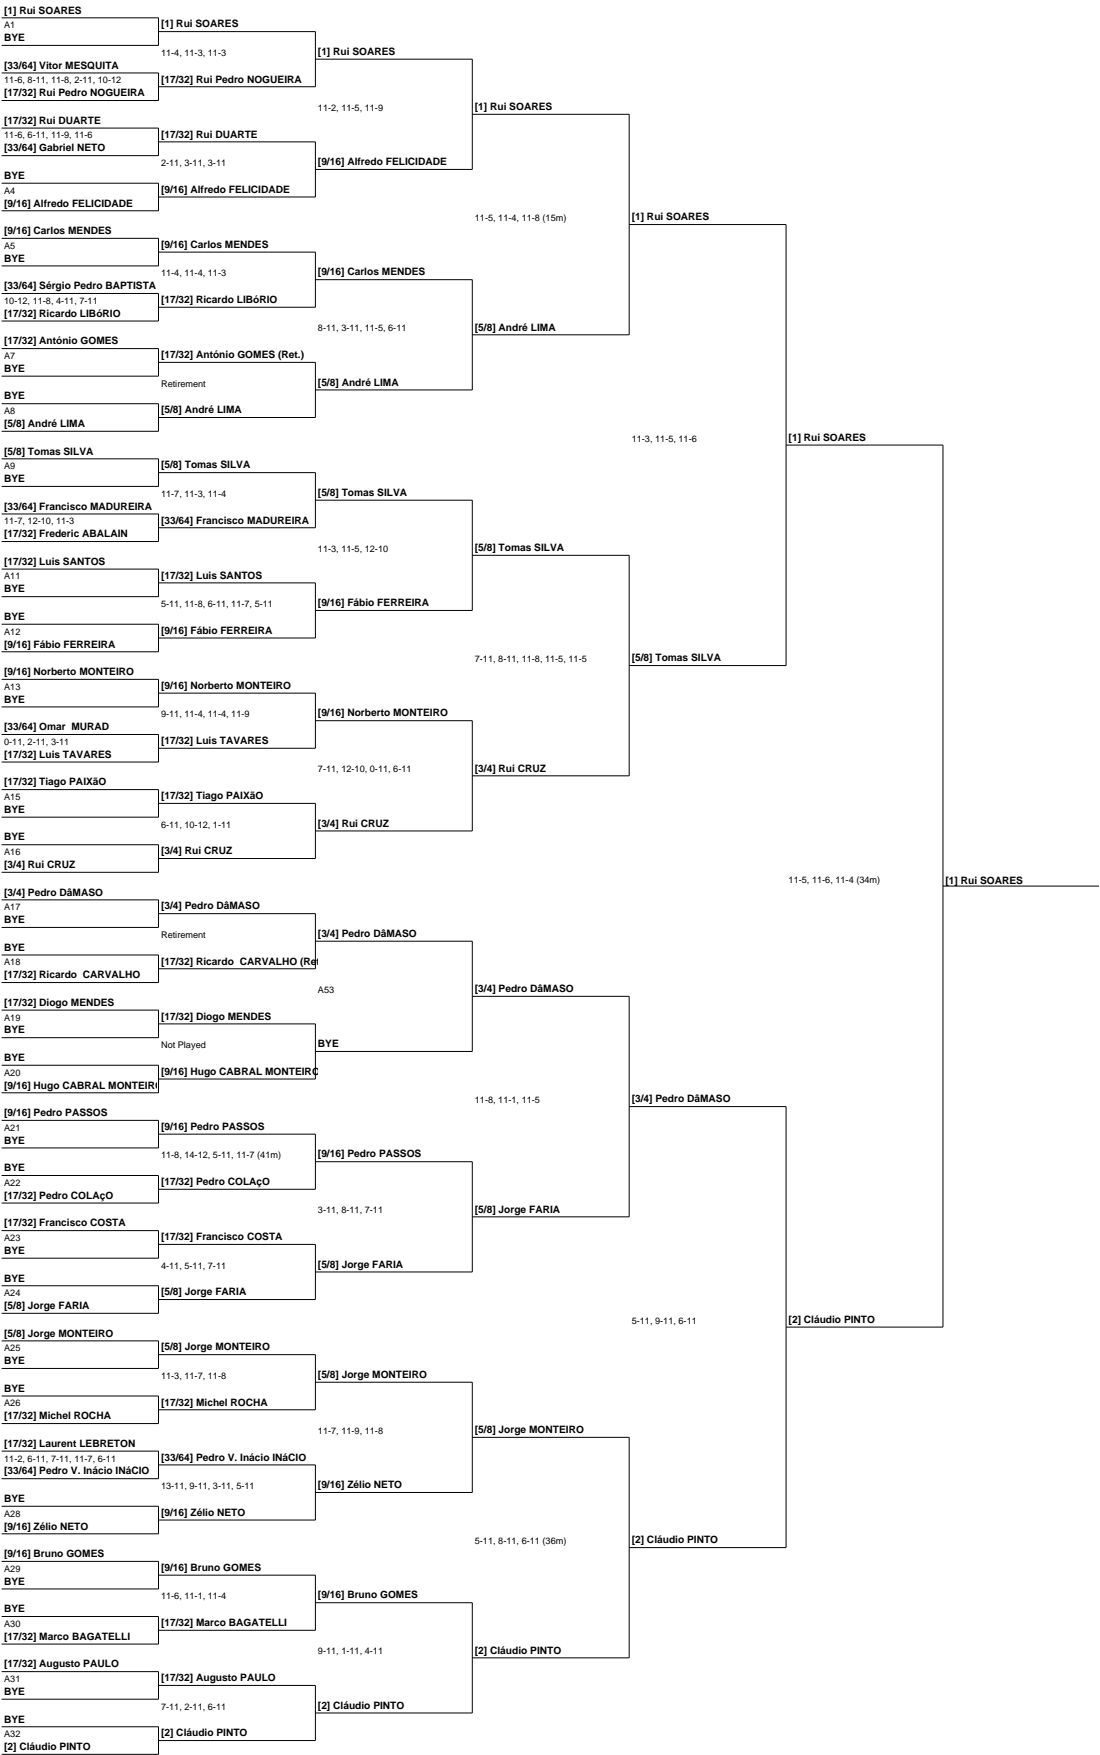 [1] Rui SOARES
A1
BYE
[33/64] Vítor MESQUITA
11-6, 8-11, 11-8, 2-11, 10-12
[17/32] Rui Pedro NOGUEIRA
[17/32] Rui DUARTE
11-6, 6-11, 11-9, 11-6
[33/64] Gabriel NETO
BYE
A4
[9/16] Alfredo FELICIDADE
[9/16] Carlos MENDES
A5
BYE
[33/64] Sérgio Pedro BAPTISTA
10-12, 11-8, 4-11, 7-11
[17/32] Ricardo LIBóRIO
[17/32] António GOMES
A7
BYE
BYE
A8
[5/8] André LIMA
[5/8] Tomas SILVA
A9
BYE
[33/64] Francisco MADUREIRA
11-7, 12-10, 11-3
[17/32] Frederic ABALAIN
[17/32] Luis SANTOS
A11
BYE
BYE
A12
[9/16] Fábio FERREIRA
[9/16] Norberto MONTEIRO
A13
BYE
[33/64] Omar  MURAD
0-11, 2-11, 3-11
[17/32] Luis TAVARES
[17/32] Tiago PAIXãO
A15
BYE
BYE
A16
[3/4] Rui CRUZ
[3/4] Pedro DâMASO
A17
BYE
BYE
A18
[17/32] Ricardo  CARVALHO
[17/32] Diogo MENDES
A19
BYE
BYE
A20
[9/16] Hugo CABRAL MONTEIR
[9/16] Pedro PASSOS
A21
BYE
BYE
A22
[17/32] Pedro COLAçO
[17/32] Francisco COSTA
A23
BYE
BYE
A24
[5/8] Jorge FARIA
[5/8] Jorge MONTEIRO
A25
BYE
BYE
A26
[17/32] Michel ROCHA
[17/32] Laurent LEBRETON
11-2, 6-11, 7-11, 11-7, 6-11
[33/64] Pedro V. Inácio INáCIO
BYE
A28
[9/16] Zélio NETO
[9/16] Bruno GOMES
A29
BYE
BYE
A30
[17/32] Marco BAGATELLI
[17/32] Augusto PAULO
A31
BYE
BYE
A32
[2] Cláudio PINTO
[1] Rui SOARES
11-4, 11-3, 11-3
[17/32] Rui Pedro NOGUEIRA
[17/32] Rui DUARTE
2-11, 3-11, 3-11
[9/16] Alfredo FELICIDADE
[9/16] Carlos MENDES
11-4, 11-4, 11-3
[17/32] Ricardo LIBóRIO
[17/32] António GOMES (Ret.)
Retirement
[5/8] André LIMA
[5/8] Tomas SILVA
11-7, 11-3, 11-4
[33/64] Francisco MADUREIRA
[17/32] Luis SANTOS
5-11, 11-8, 6-11, 11-7, 5-11
[9/16] Fábio FERREIRA
[9/16] Norberto MONTEIRO
9-11, 11-4, 11-4, 11-9
[17/32] Luis TAVARES
[17/32] Tiago PAIXãO
6-11, 10-12, 1-11
[3/4] Rui CRUZ
[3/4] Pedro DâMASO
Retirement
[17/32] Ricardo  CARVALHO (Ret
[17/32] Diogo MENDES
Not Played
[9/16] Hugo CABRAL MONTEIRO
[9/16] Pedro PASSOS
11-8, 14-12, 5-11, 11-7 (41m)
[17/32] Pedro COLAçO
[17/32] Francisco COSTA
4-11, 5-11, 7-11
[5/8] Jorge FARIA
[5/8] Jorge MONTEIRO
11-3, 11-7, 11-8
[17/32] Michel ROCHA
[33/64] Pedro V. Inácio INáCIO
13-11, 9-11, 3-11, 5-11
[9/16] Zélio NETO
[9/16] Bruno GOMES
11-6, 11-1, 11-4
[17/32] Marco BAGATELLI
[17/32] Augusto PAULO
7-11, 2-11, 6-11
[2] Cláudio PINTO
[1] Rui SOARES
11-2, 11-5, 11-9
[9/16] Alfredo FELICIDADE
[9/16] Carlos MENDES
8-11, 3-11, 11-5, 6-11
[5/8] André LIMA
[5/8] Tomas SILVA
11-3, 11-5, 12-10
[9/16] Fábio FERREIRA
[9/16] Norberto MONTEIRO
7-11, 12-10, 0-11, 6-11
[3/4] Rui CRUZ
[3/4] Pedro DâMASO
A53
BYE
[9/16] Pedro PASSOS
3-11, 8-11, 7-11
[5/8] Jorge FARIA
[5/8] Jorge MONTEIRO
11-7, 11-9, 11-8
[9/16] Zélio NETO
[9/16] Bruno GOMES
9-11, 1-11, 4-11
[2] Cláudio PINTO
[1] Rui SOARES
11-5, 11-4, 11-8 (15m)
[5/8] André LIMA
[5/8] Tomas SILVA
7-11, 8-11, 11-8, 11-5, 11-5
[3/4] Rui CRUZ
[3/4] Pedro DâMASO
11-8, 11-1, 11-5
[5/8] Jorge FARIA
[5/8] Jorge MONTEIRO
5-11, 8-11, 6-11 (36m)
[2] Cláudio PINTO
[1] Rui SOARES
11-3, 11-5, 11-6
[5/8] Tomas SILVA
[3/4] Pedro DâMASO
5-11, 9-11, 6-11
[2] Cláudio PINTO
[1] Rui SOARES
11-5, 11-6, 11-4 (34m)
[2] Cláudio PINTO
[1] Rui SOARES